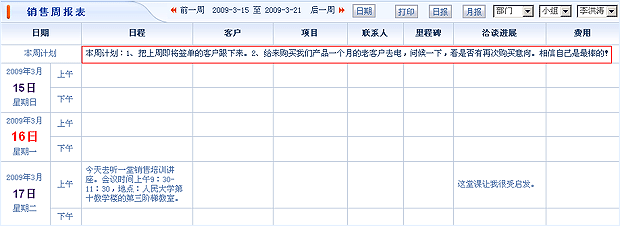 销售周报表 前一周 2009-3-15 至 2009-3-21 后一周 日期 打印 日报 月报 部门 小组 李洪涛
日期 日程 客户 项目 联系人 里程碑 洽谈进展 费用
本周计划 本周计划:1、把上周即将签单的客户跟下来。2、给来购买我们产品一个月的老客户去电,问候一下,看是否有再次购买意向。相信自己是最棒的!
2009年3月
15日
星期日
上午
下午
2009年3月
16日
星期一
上午
下午
2009年3月
17日
星期二
上午
今天去听一堂销售培训讲
座。会议时间上午9:30-
11:30,地点:人民大学第
十教学楼的第三阶梯教室。
这堂课让我很受启发。
下午